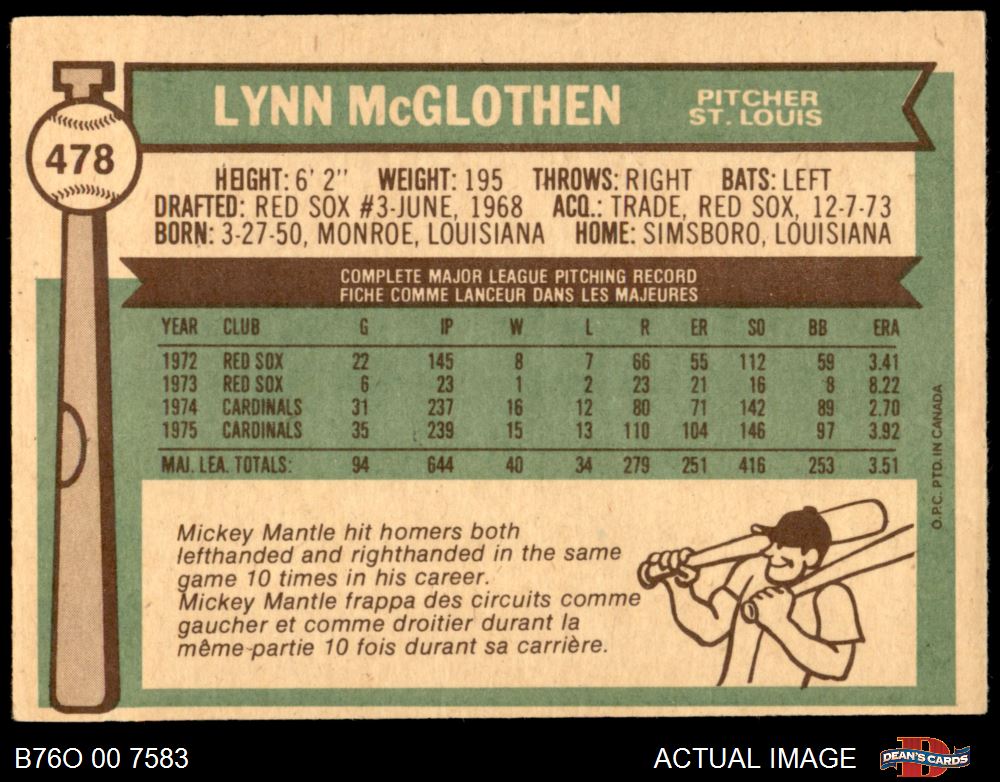 478
LYNN McGLOTHEN
PITCHER
ST. LOUIS
HEIGHT: 6' 2" WEIGHT: 195 THROWS: RIGHT BATS: LEFT
DRAFTED: RED SOX #3-JUNE, 1968 ACQ.: TRADE, RED SOX, 12-7-73
BORN: 3-27-50, MONROE, LOUISIANA HOME: SIMSBORO, LOUISIANA
COMPLETE MAJOR LEAGUE PITCHING RECORD
FICHE COMME LANCEUR DANS LES MAJEURES
YEAR CLUB G IP W L R ER SO BB ERA
1972 RED SOX 22 145 8 7 66 55 112 59 3.41
1973 RED SOX 6 23 1 2 23 21 16 8 8.22
1974 CARDINALS 31 237 16 12 80 71 142 89 2.70
1975 CARDINALS 35 239 15 13 110 104 146 97 3.92
MAJ. LEA. TOTALS: 94 644 40 34 279 251 416 253 3.51
O.P.C. PTD. IN CANADA
Mickey Mantle hit homers both
lefthanded and righthanded in the same
game 10 times in his career.
Mickey Mantle frappa des circuits comme
gaucher et comme droitier durant la
même-partie 10 fois durant sa carrière.
B76O 00 7583
ACTUAL IMAGE
DEAN'S CARDS